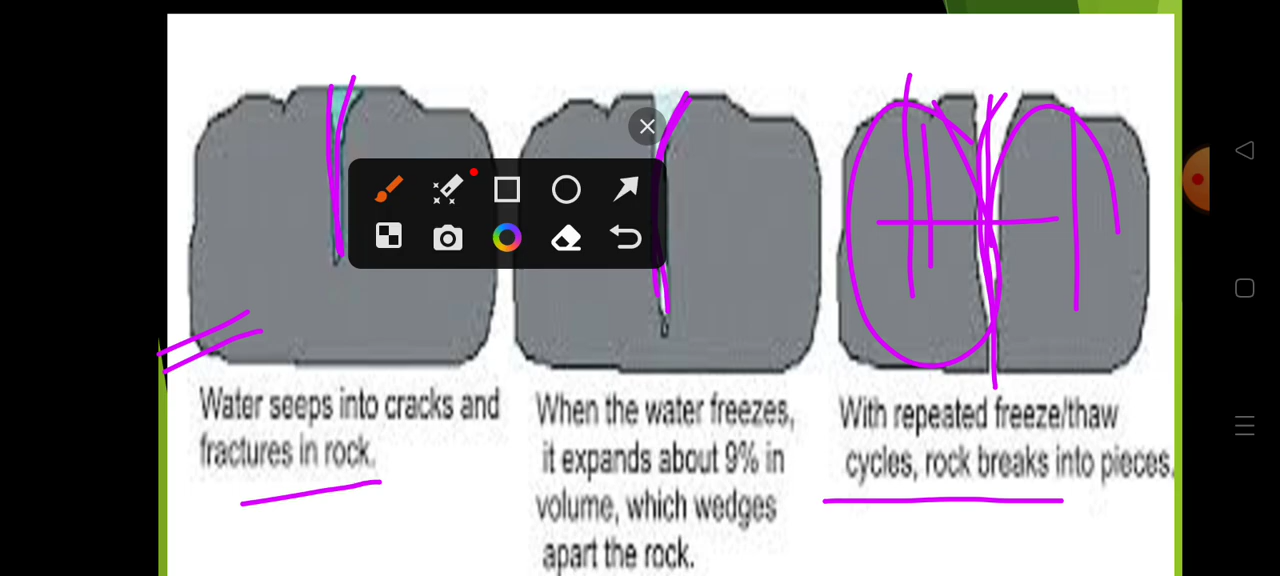 Water seeps into cracks and
fractures in rock.
When the water freezes,
it expands about 9% in
volume, which wedges
apart the rock.
With repeated freeze/thaw
cycles, rock breaks into pieces.